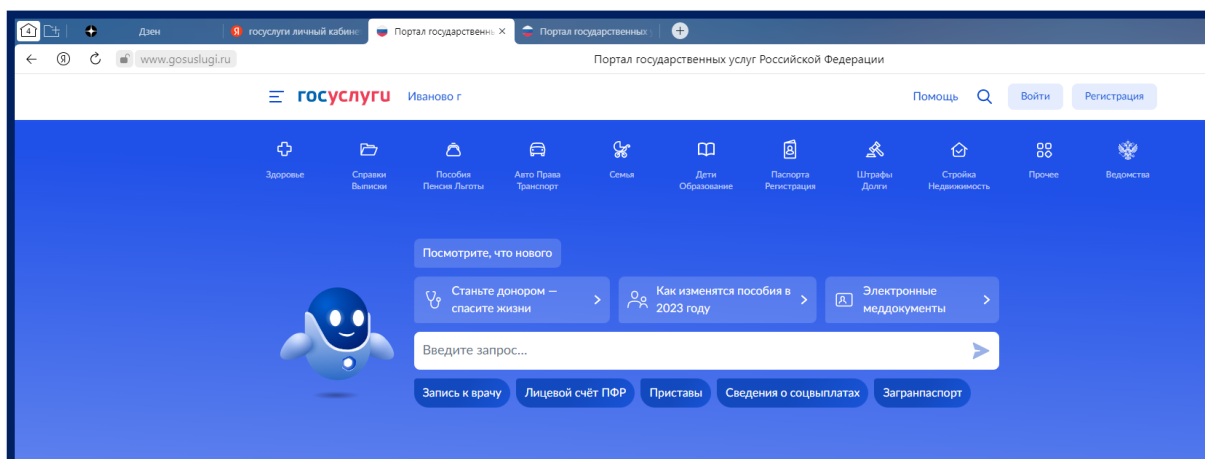 4 Дзен Я госуслуги личный кабине Портал государственнь Портал государственных
Я www.gosuslugi.ru Портал государственных услуг Российской Федерации
госуслуги Иваново г Помощь Войти Регистрация
Здоровье
Справки
Выписки
Пособия
Пенсия Льготы
Авто Права
Транспорт
Семья
Дети
Образование
Паспорта
Регистрация
Штрафы
Долги
Стройка
Недвижимость
Прочее
Ведомства
Посмотрите, что нового
Станьте донором —
спасите жизни
Как изменятся пособия в
2023 году
Электронные
меддокументы
Введите запрос...
Запись к врачу Лицевой счёт ПФР Приставы Сведения о соцвыплатах Загранпаспорт